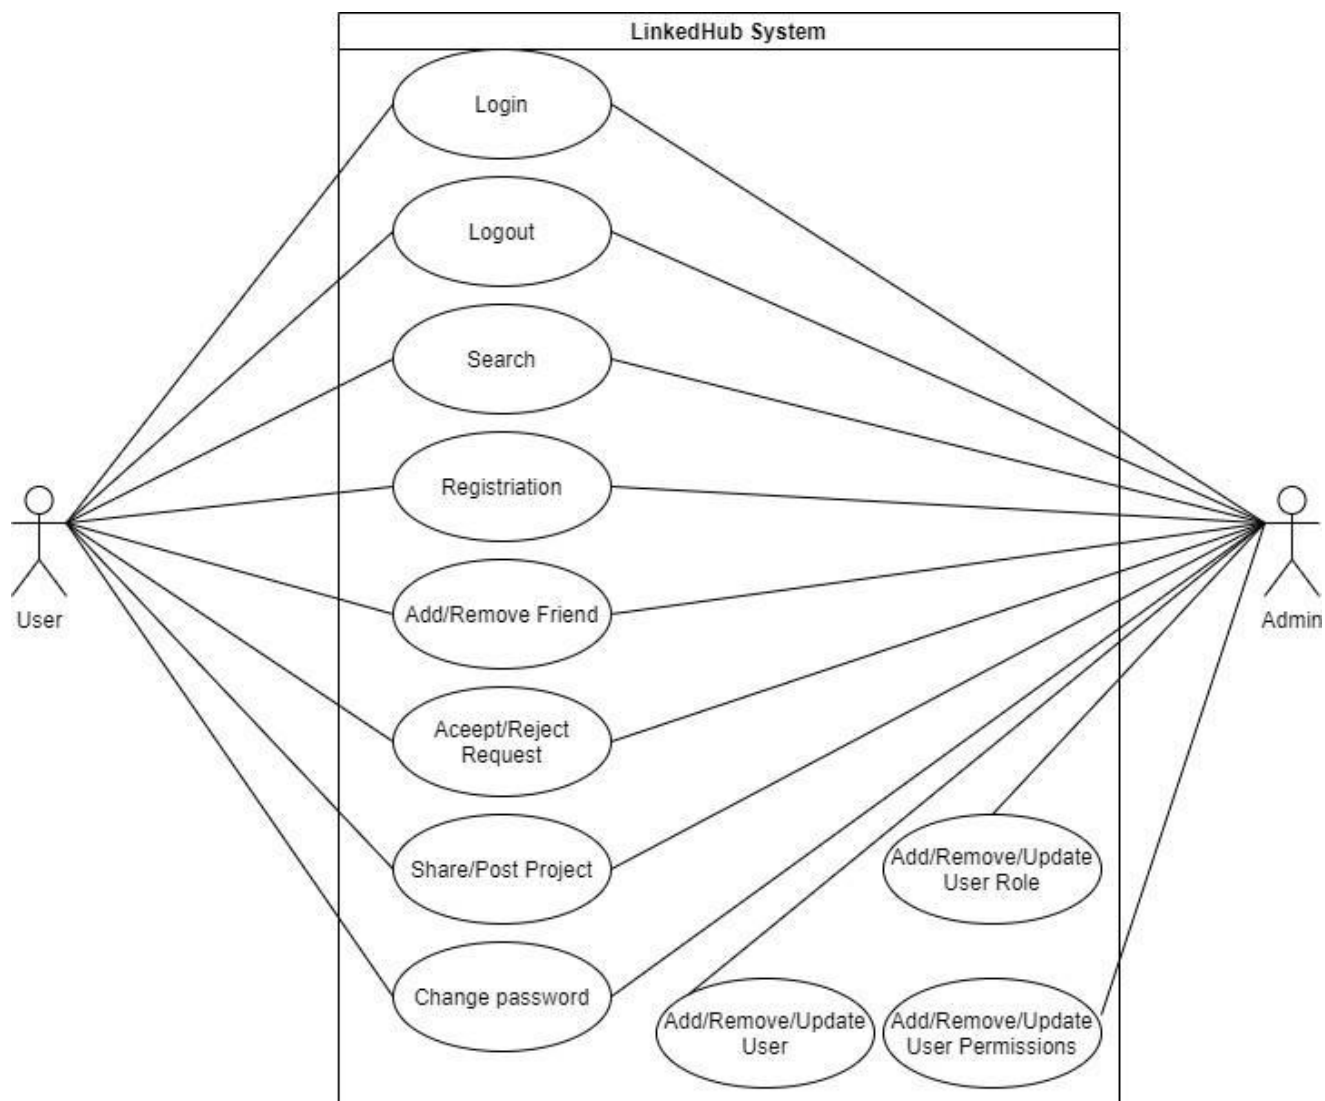 LinkedHub System
Login
Logout
Search
Registriation
User
Admin
Add/Remove Friend
Aceept/Reject
Request
Share/Post Project
Add/Remove/Update
User Role
Change password
Add/Remove/Update
User
Add/Remove/Update
User Permissions